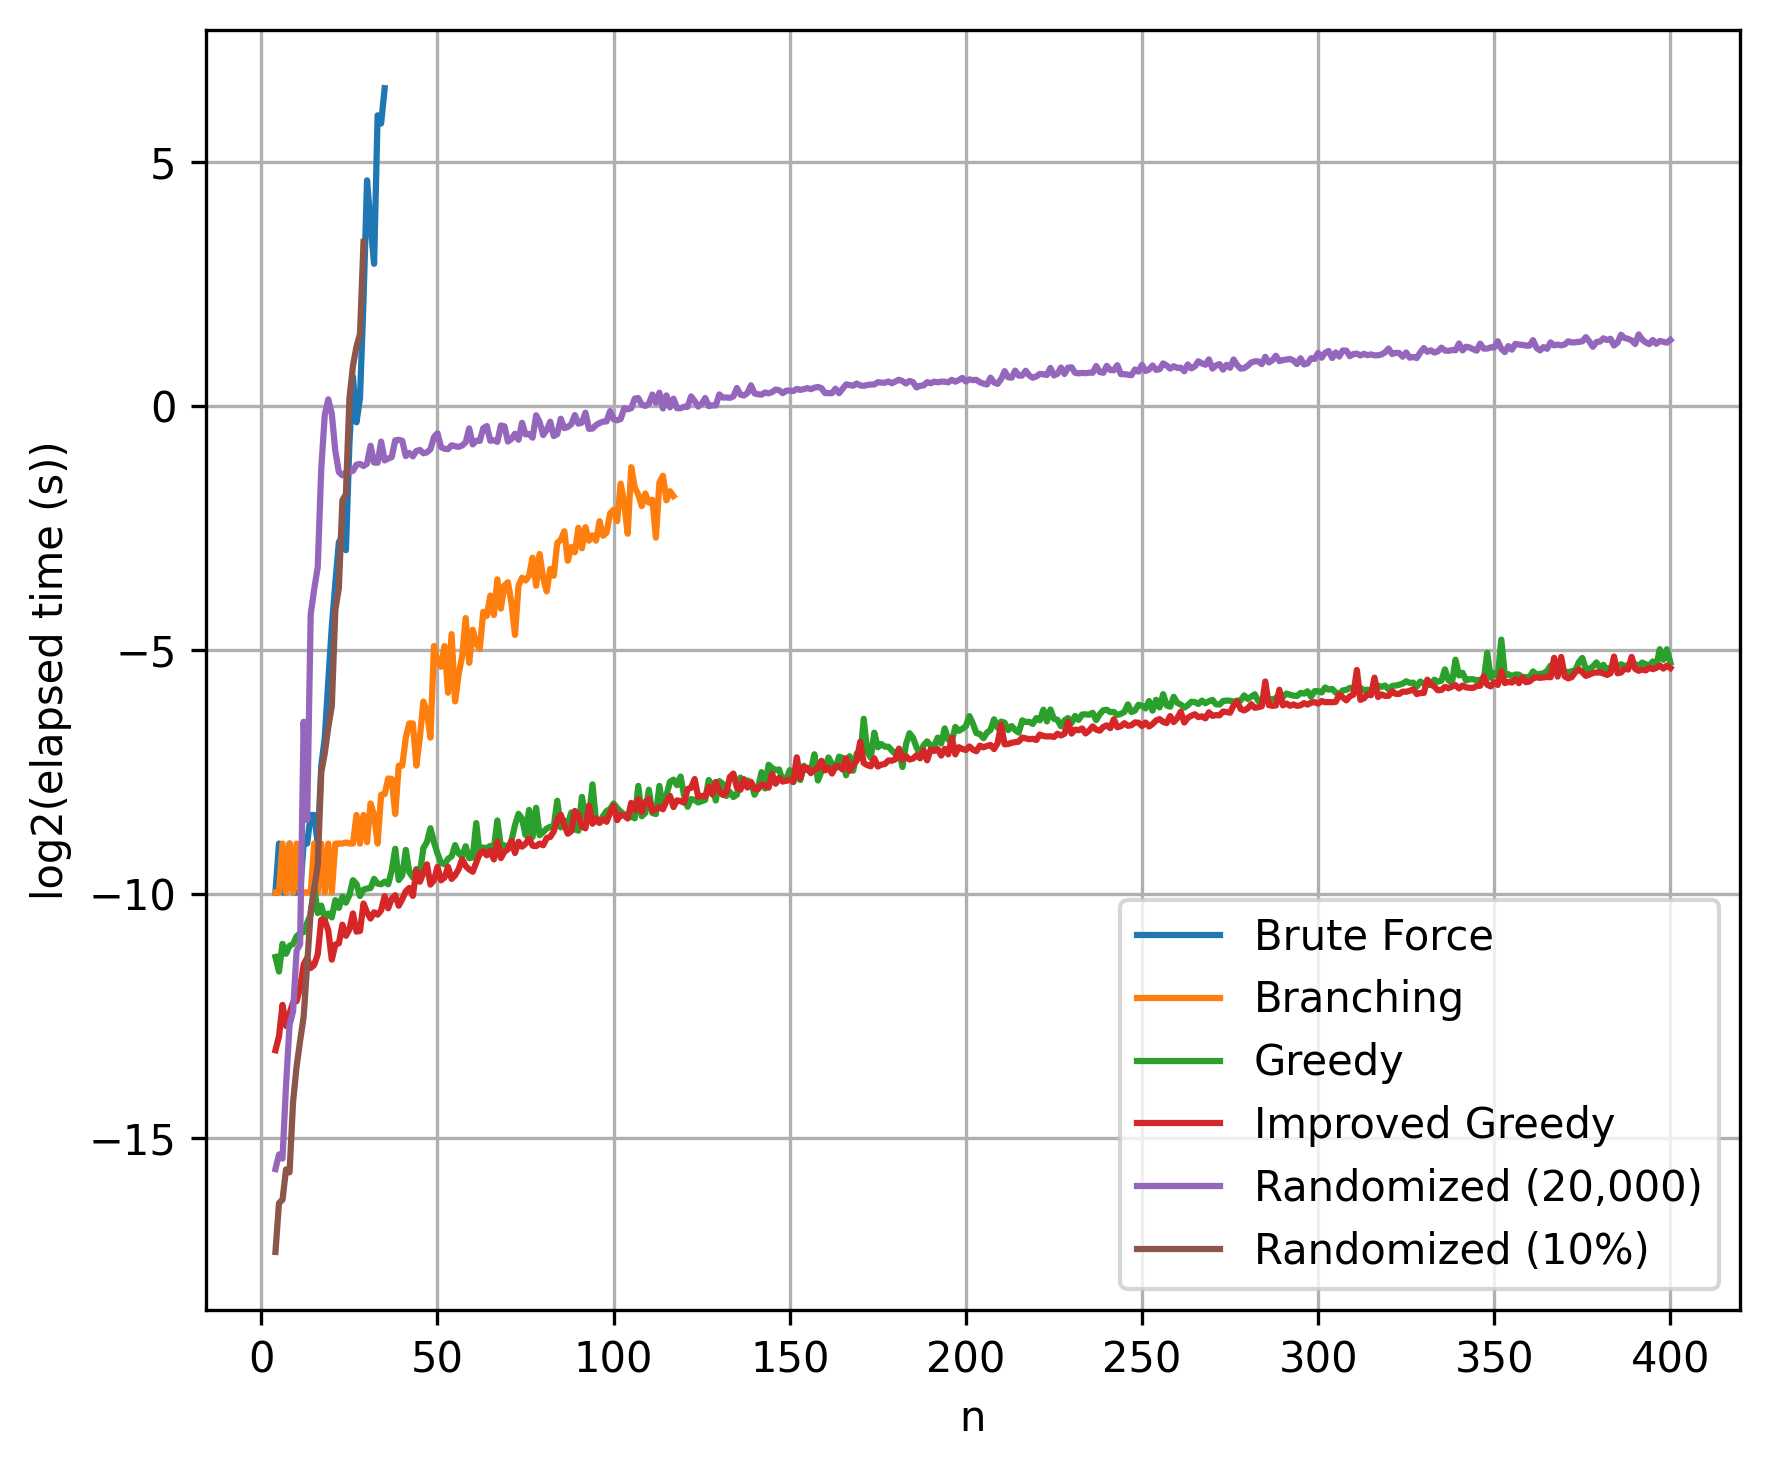 log2(elapsed time (s))
5
0
−5
−10
−15
0 50 100 150 200 250 300 350 400
n
Brute Force
Branching
Greedy
Improved Greedy
Randomized (20,000)
Randomized (10%)